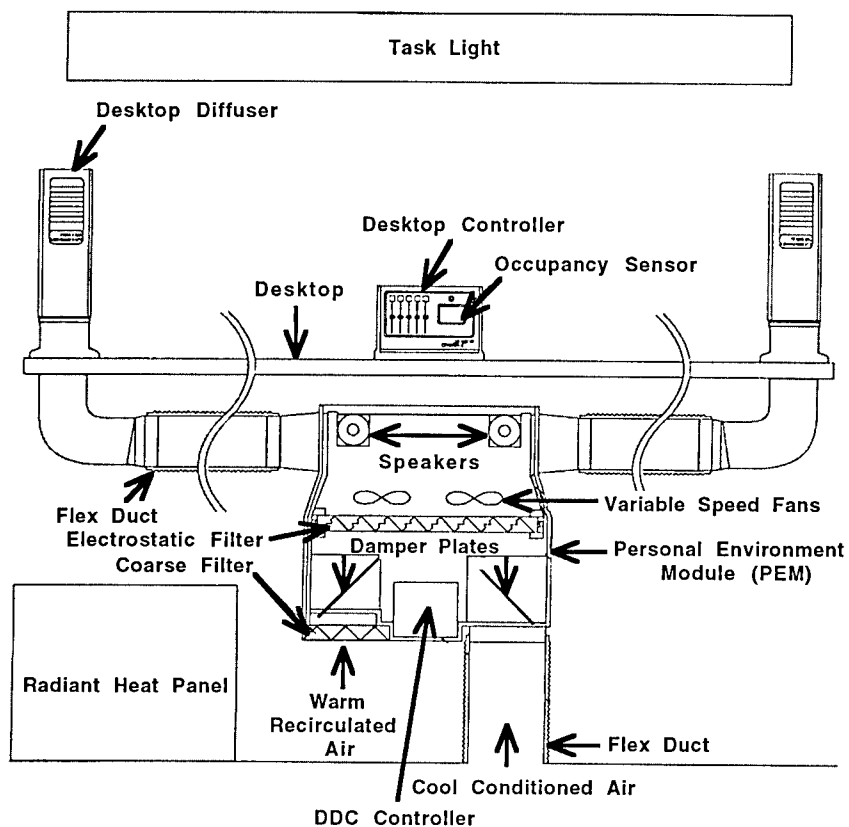 Task Light
Desktop Diffuser
Desktop Controller
Occupancy Sensor
Desktop
Speakers
Variable Speed Fans
Flex Duct
Electrostatic Filter
Damper Plates
Coarse Filter
Personal Environment
Module (PEM)
Radiant Heat Panel
Warm
Recirculated
Air
Flex Duct
Cool Conditioned Air
DDC Controller